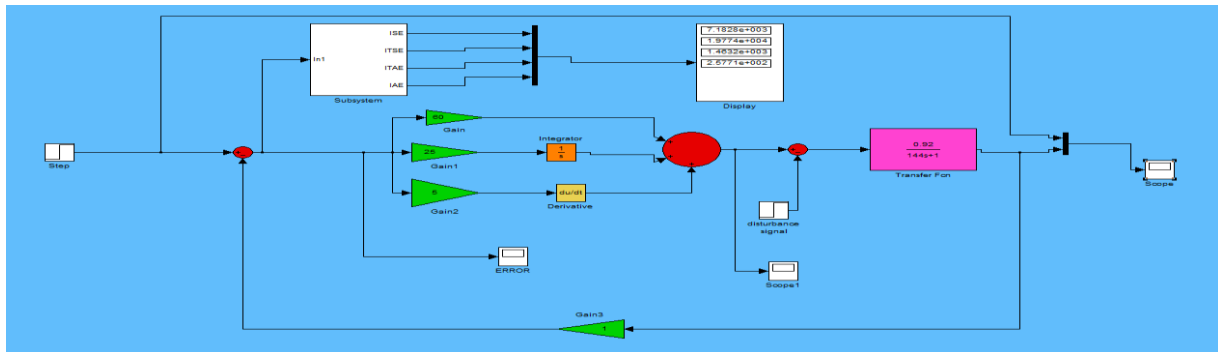 ISE
7.1828e+003
ITSE
1.9774e+004
In1
ITAE
1.4632e+003
IAE
2.5771e+002
Subsystem
Display
60
Gain
Integrator
Step
25
1
s
0.92
144s+1
Gain1
Transfer Fcn
Scope
du/dt
Gain2
Derivative
disturbance
signal
ERROR
Scope1
Gain3
1